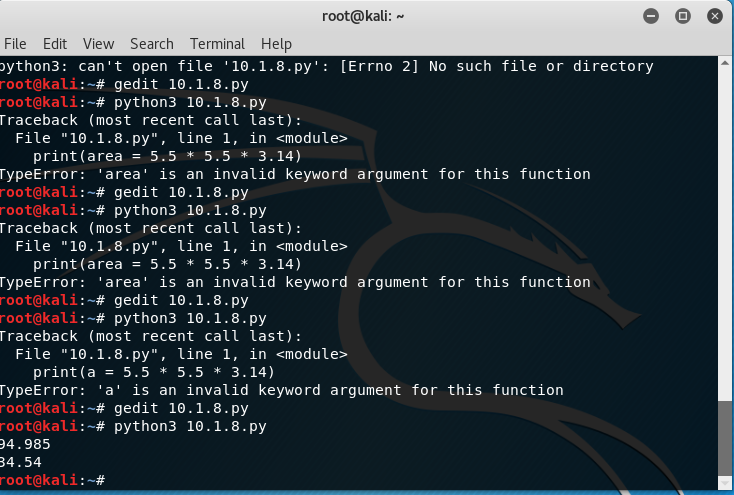 root@kali: ~
File Edit View Search Terminal Help
python3: can't open file '10.1.8.py': [Errno 2] No such file or directory
root@kali:~# gedit 10.1.8.py
root@kali:~# python3 10.1.8.py
Traceback (most recent call last):
  File "10.1.8.py", line 1, in <module>
    print(area = 5.5 * 5.5 * 3.14)
TypeError: 'area' is an invalid keyword argument for this function
root@kali:~# gedit 10.1.8.py
root@kali:~# python3 10.1.8.py
Traceback (most recent call last):
  File "10.1.8.py", line 1, in <module>
    print(area = 5.5 * 5.5 * 3.14)
TypeError: 'area' is an invalid keyword argument for this function
root@kali:~# gedit 10.1.8.py
root@kali:~# python3 10.1.8.py
Traceback (most recent call last):
  File "10.1.8.py", line 1, in <module>
    print(a = 5.5 * 5.5 * 3.14)
TypeError: 'a' is an invalid keyword argument for this function
root@kali:~# gedit 10.1.8.py
root@kali:~# python3 10.1.8.py
94.985
34.54
root@kali:~#